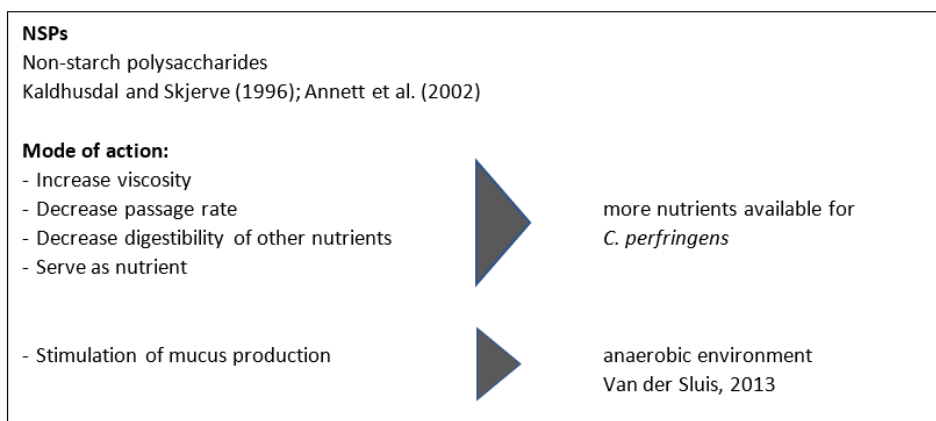 NSPs
Non-starch polysaccharides
Kaldhusdal and Skjerve (1996); Annett et al. (2002)
Mode of action:
- Increase viscosity
- Decrease passage rate
- Decrease digestibility of other nutrients
- Serve as nutrient
more nutrients available for
C. perfringens
- Stimulation of mucus production
anaerobic environment
Van der Sluis, 2013